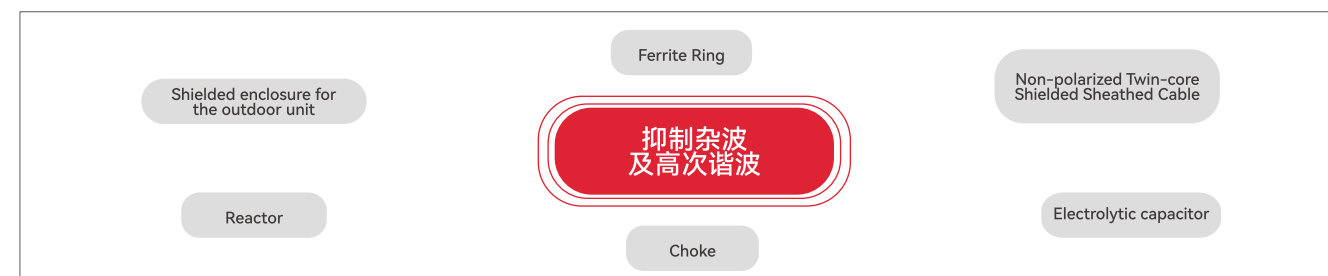 Ferrite Ring
Shielded enclosure for
the outdoor unit
Non-polarized Twin-core
Shielded Sheathed Cable
抑制杂波
及高次谐波
Reactor
Electrolytic capacitor
Choke